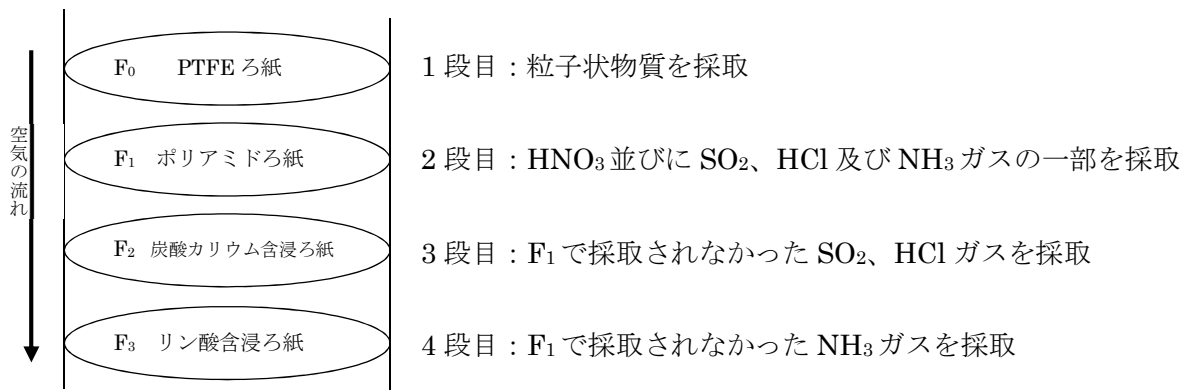 空気の流れ
F₀ PTFE ろ紙
1 段目：粒子状物質を採取
F₁ ポリアミドろ紙
2 段目：HNO₃ 並びに SO₂、HCl 及び NH₃ ガスの一部を採取
F₂ 炭酸カリウム含浸ろ紙
3 段目：F₁ で採取されなかった SO₂、HCl ガスを採取
F₃ リン酸含浸ろ紙
4 段目：F₁ で採取されなかった NH₃ ガスを採取